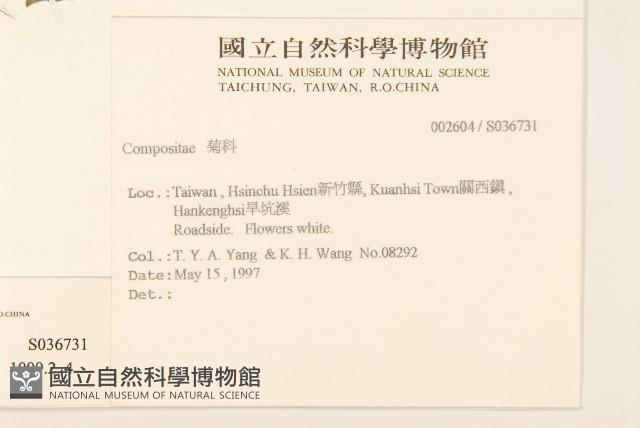 國立自然科學博物館
NATIONAL MUSEUM OF NATURAL SCIENCE
TAICHUNG, TAIWAN, R.O.CHINA
002604 / S036731
Compositae 菊科
Loc.:Taiwan , Hsinchu Hsien新竹縣, Kuanhsi Town關西鎮 ,
Hankenghsi旱坑溪
Roadside. Flowers white.
Col.:T. Y. A. Yang & K. H. Wang No.08292
Date:May 15 , 1997
Det.:
O.CHINA
S036731
國立自然科學博物館
NATIONAL MUSEUM OF NATURAL SCIENCE